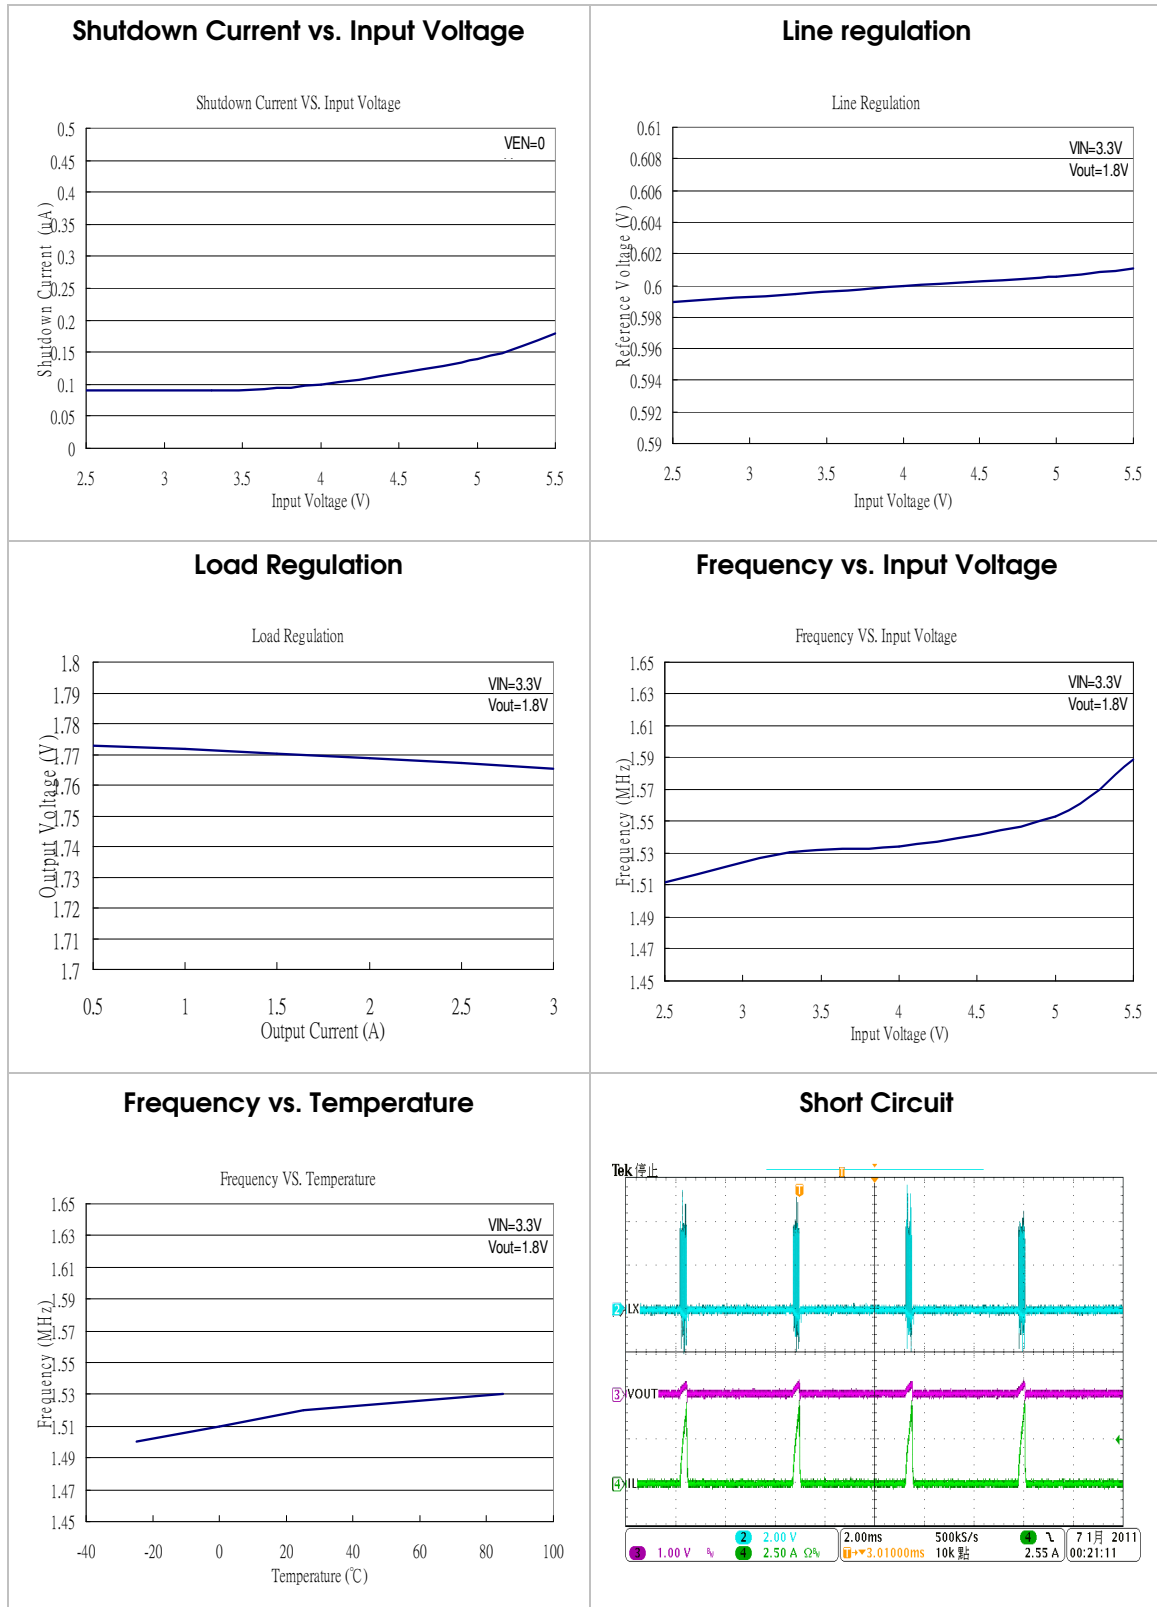 Shutdown Current vs. Input Voltage
Shutdown Current VS. Input Voltage
VEN=0
Shutdown Current (µA)
0.5
0.45
0.4
0.35
0.3
0.25
0.2
0.15
0.1
0.05
0
2.5 3 3.5 4 4.5 5 5.5
Input Voltage (V)
Line regulation
Line Regulation
VIN=3.3V
Vout=1.8V
Reference Voltage (V)
0.61
0.608
0.606
0.604
0.602
0.6
0.598
0.596
0.594
0.592
0.59
2.5 3 3.5 4 4.5 5 5.5
Input Voltage (V)
Load Regulation
Load Regulation
VIN=3.3V
Vout=1.8V
Output Voltage (V)
1.8
1.79
1.78
1.77
1.76
1.75
1.74
1.73
1.72
1.71
1.7
0.5 1 1.5 2 2.5 3
Output Current (A)
Frequency vs. Input Voltage
Frequency VS. Input Voltage
VIN=3.3V
Vout=1.8V
Frequency (MHz)
1.65
1.63
1.61
1.59
1.57
1.55
1.53
1.51
1.49
1.47
1.45
2.5 3 3.5 4 4.5 5 5.5
Input Voltage (V)
Frequency vs. Temperature
Frequency VS. Temperature
VIN=3.3V
Vout=1.8V
Frequency (MHz)
1.65
1.63
1.61
1.59
1.57
1.55
1.53
1.51
1.49
1.47
1.45
-40 -20 0 20 40 60 80 100
Temperature (℃)
Short Circuit
Tek 停止
T
T
2 LX
3 VOUT
4 IL
2 2.00 V
3 1.00 V Bw 4 2.50 A ΩBw
2.00ms 500kS/s
T→▼3.01000ms 10k 點
4
2.55 A
7 1月 2011
00:21:11